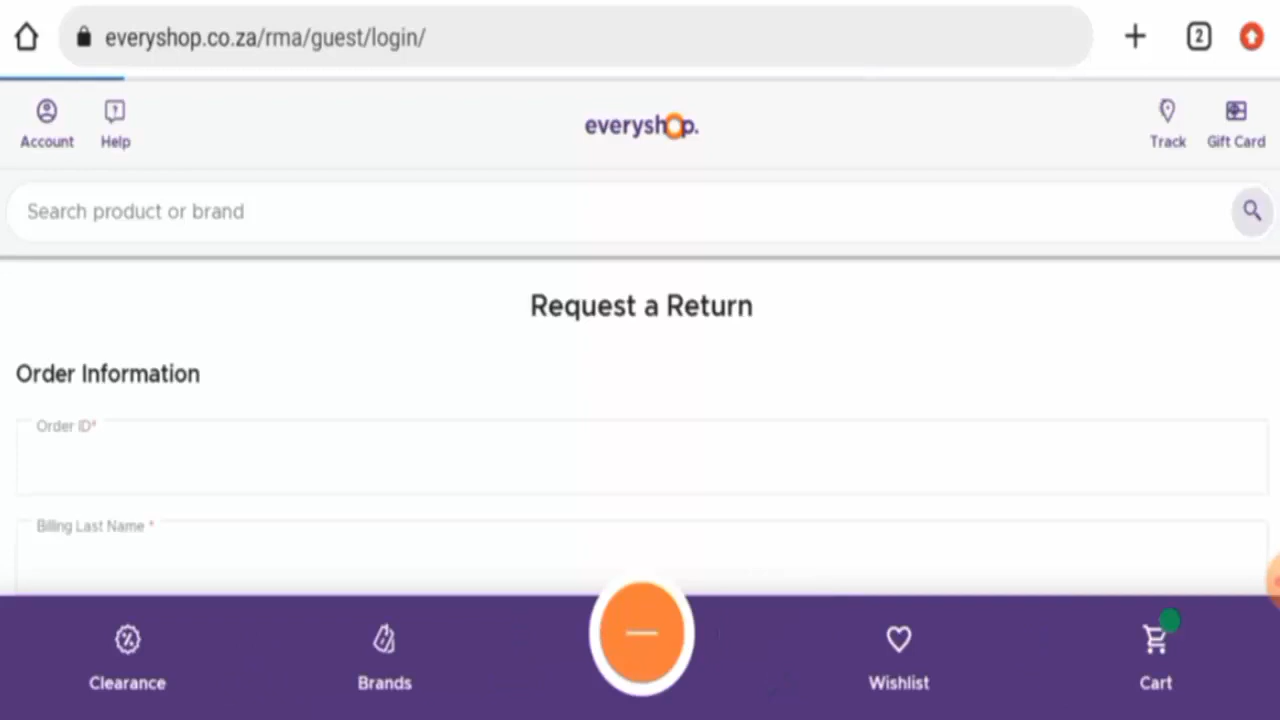 everyshop.co.za/rma/guest/login/
2
Account
Help
everyshop.
Track
Gift Card
Search product or brand
Request a Return
Order Information
Order ID*
Billing Last Name *
Clearance
Brands
Wishlist
Cart